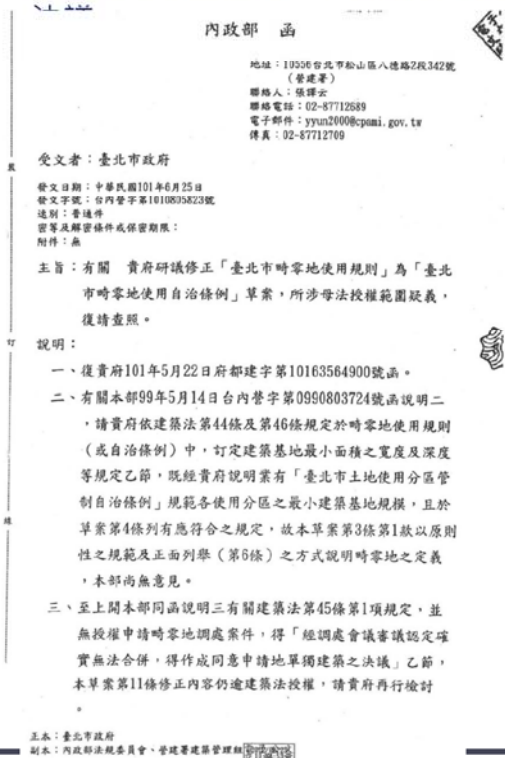 內政部 函
地址：10556台北市松山區八德路2段342號
（營建署）
聯絡人：張譯云
聯絡電話：02-87712689
電子郵件：yyun2000@cpami.gov.tw
傳真：02-87712709
受文者：臺北市政府
發文日期：中華民國101年6月25日
發文字號：台內營字第1010805823號
速別：普通件
密等及解密條件或保密期限：
附件：無
主旨：有關 貴府研議修正「臺北市畸零地使用規則」為「臺北
市畸零地使用自治條例」草案，所涉母法授權範圍疑義，
復請查照。
說明：
一、復貴府101年5月22日府都建字第10163564900號函。
二、有關本部99年5月14日台內營字第0990803724號函說明二
，請貴府依建築法第44條及第46條規定於畸零地使用規則
（或自治條例）中，訂定建築基地最小面積之寬度及深度
等規定乙節，既經貴府說明業有「臺北市土地使用分區管
制自治條例」規範各使用分區之最小建築基地規模，且於
草案第4條列有應符合之規定，故本草案第3條第1款以原則
性之規範及正面列舉（第6條）之方式說明畸零地之定義
，本部尚無意見。
三、至上開本部同函說明三有關建築法第45條第1項規定，並
無授權申請畸零地調處案件，得「經調處會議審議認定確
實無法合併，得作成同意申請地單獨建築之決議」乙節，
本草案第11條修正內容仍逾建築法授權，請貴府再行檢討
。
正本：臺北市政府
副本：內政部法規委員會、營建署建築管理組
裝
訂
線